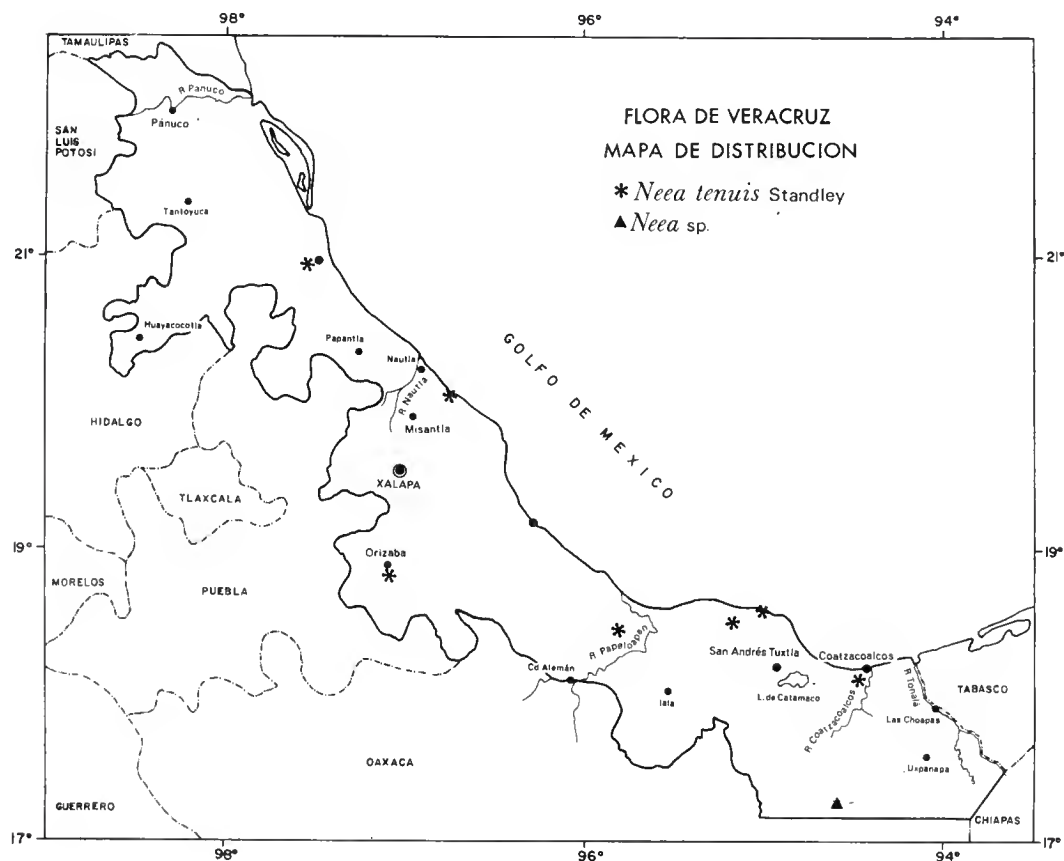 98° 96° 94°
TAMAULIPAS
R Panuco
Pánuco
SAN
LUIS
POTOSI
FLORA DE VERACRUZ
MAPA DE DISTRIBUCION
* Neea tenuis Standley
▲ Neea sp.
Tantoyuca
21° 21°
Huayacocotla
Papantla
Nautla
R Nautla
Misantla
GOLFO DE MEXICO
HIDALGO
XALAPA
TLAXCALA
19° 19°
Orizaba
MORELOS
PUEBLA
R. Papaloapan
San Andrés Tuxtla
Coatzacoalcos
Cd Alemán
L. de Catamaco
R Tonalá
TABASCO
Isla
R Coatzacoalcos
Las Choapas
OAXACA
Uxpanapa
GUERRERO
CHIAPAS
17° 17°
98° 96° 94°